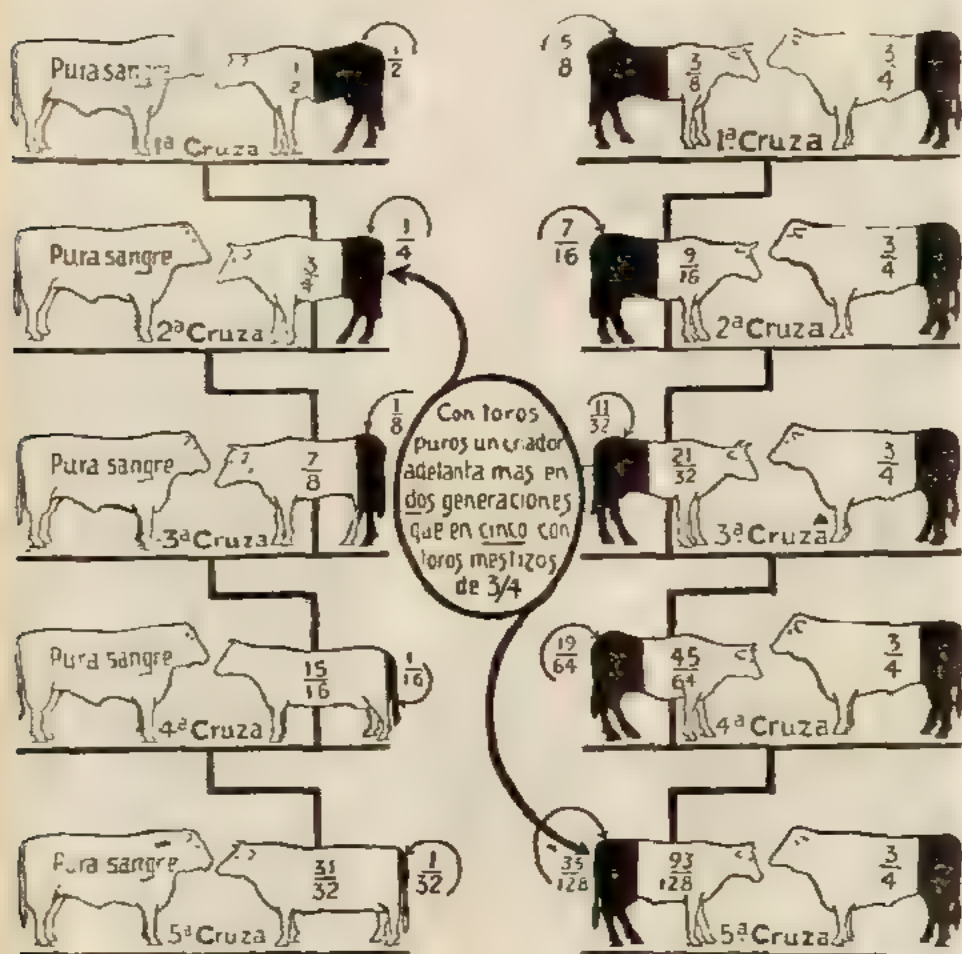 Pura sangre 1/2 1/2
1ª Cruza
5/8 3/8 3/4
1ª Cruza
Pura sangre 3/4 1/4
2ª Cruza
7/16 9/16 3/4
2ª Cruza
Pura sangre 7/8 1/8
3ª Cruza
Con toros
puros un criador
adelanta mas en
dos generaciones
que en cinco con
toros mestizos
de 3/4
11/32 21/32 3/4
3ª Cruza
Pura sangre 15/16 1/16
4ª Cruza
19/64 45/64 3/4
4ª Cruza
Pura sangre 31/32 1/32
5ª Cruza
35/128 93/128 3/4
5ª Cruza